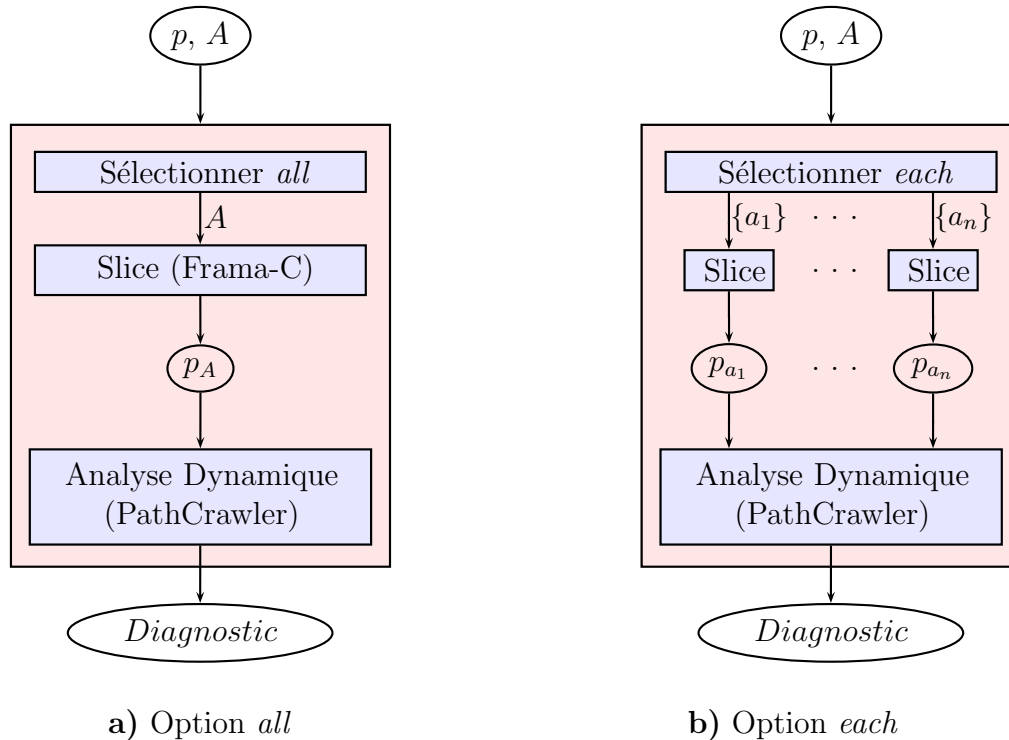 p, A
Sélectionner all
A
Slice (Frama-C)
p_A
Analyse Dynamique
(PathCrawler)
Diagnostic
a) Option all
p, A
Sélectionner each
{a_1} · · · {a_n}
Slice · · · Slice
p_{a_1} · · · p_{a_n}
Analyse Dynamique
(PathCrawler)
Diagnostic
b) Option each